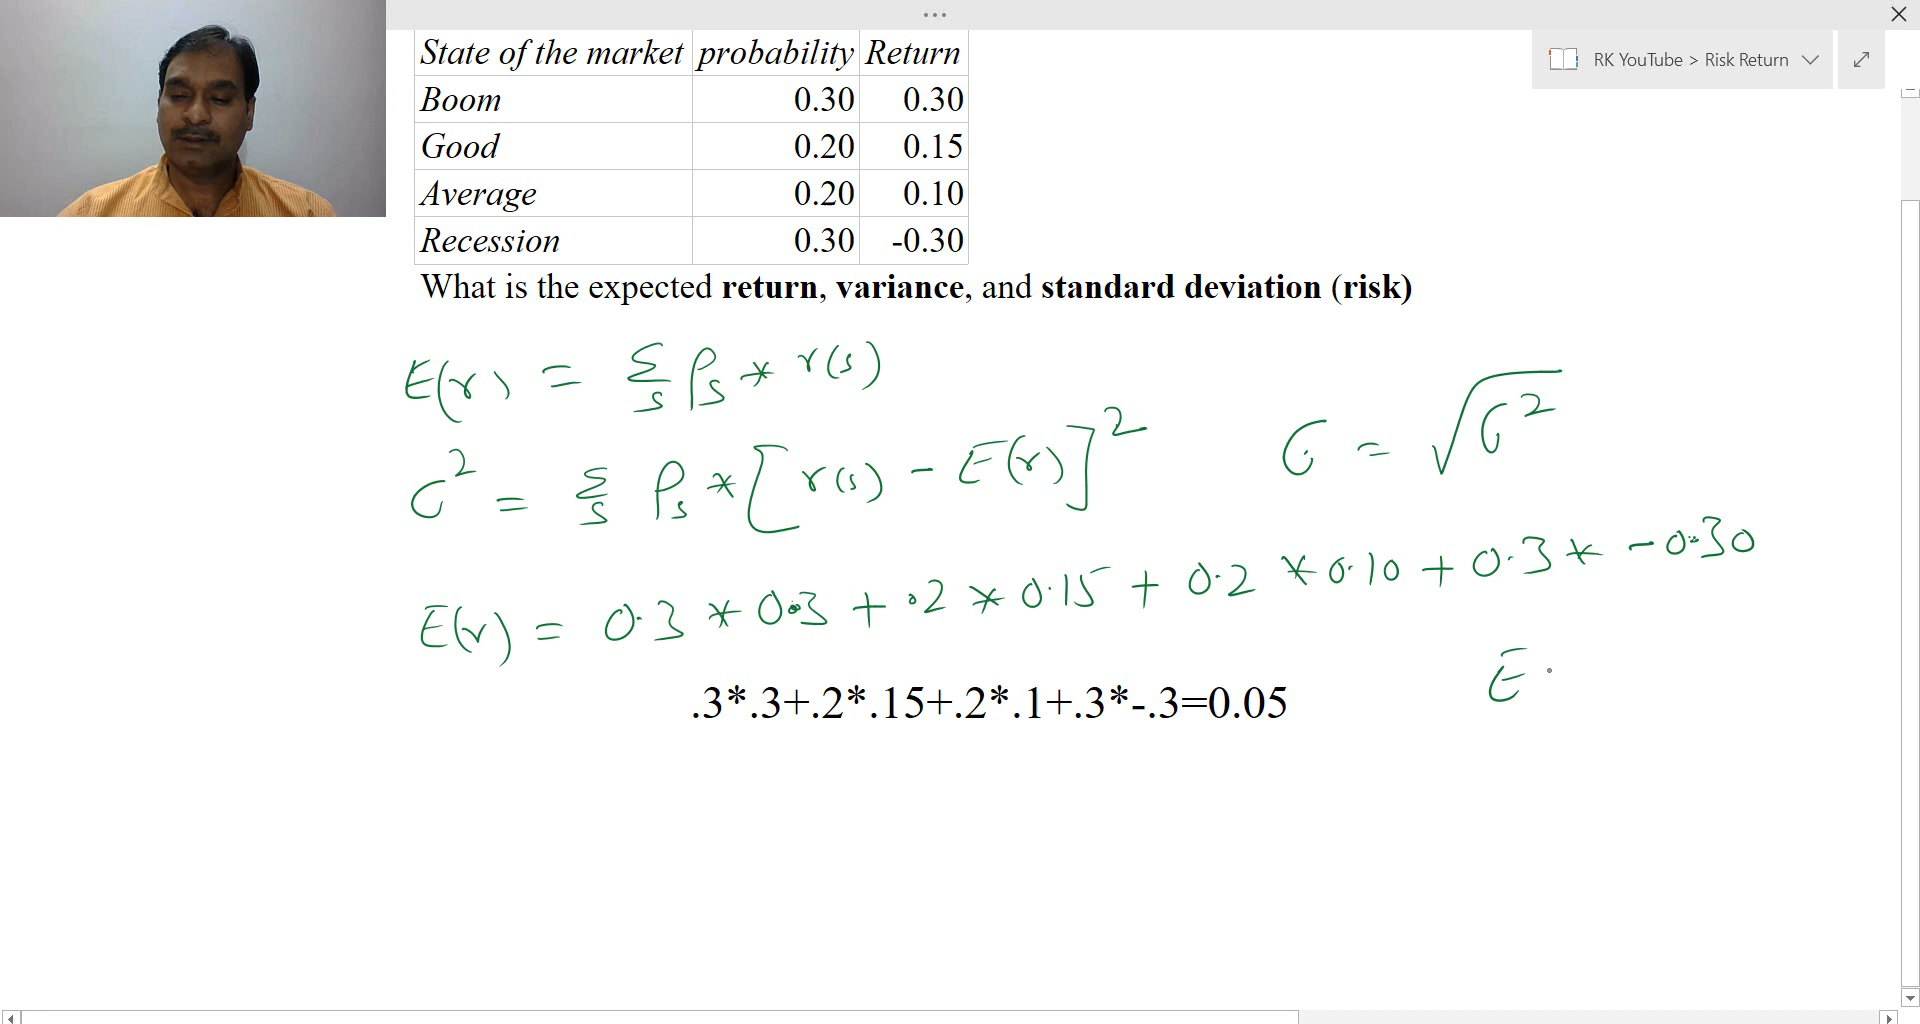 RK YouTube > Risk Return
State of the market probability Return
Boom 0.30 0.30
Good 0.20 0.15
Average 0.20 0.10
Recession 0.30 -0.30
What is the expected return, variance, and standard deviation (risk)
E(r) = Σ s Ps * r(s)
σ² = Σ s Ps * [r(s) - E(r)]²
σ = √σ²
E(r) = 0.3 * 0.3 + .2 * 0.15 + 0.2 * 0.10 + 0.3 * -0.30
E
.3*.3+.2*.15+.2*.1+.3*-.3=0.05